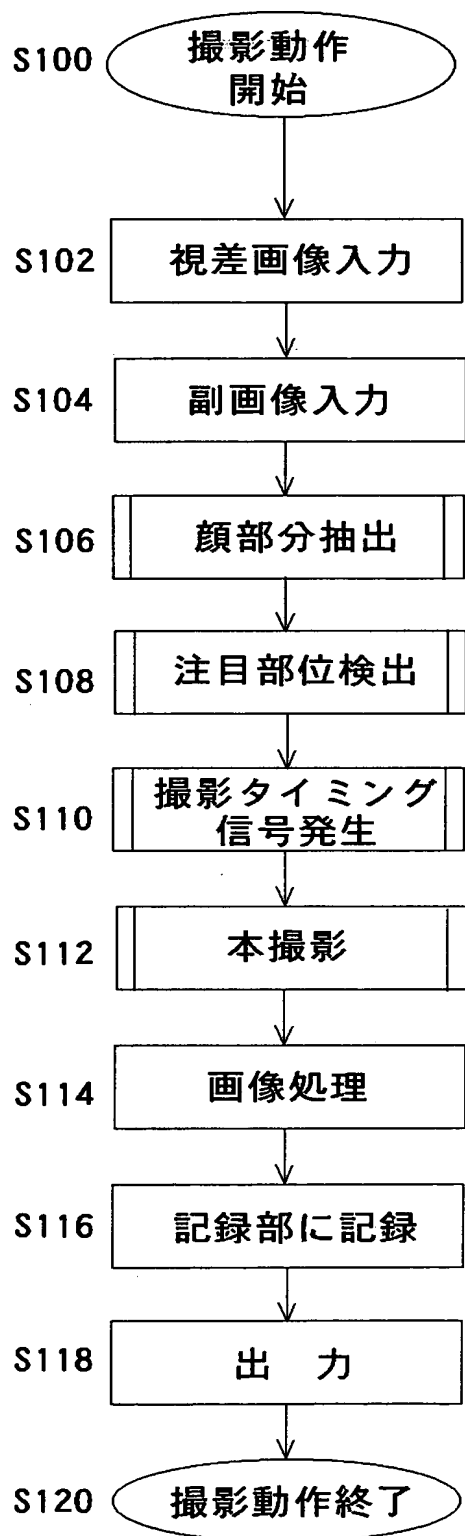 S100 撮影動作
開始
S102 視差画像入力
S104 副画像入力
S106 顔部分抽出
S108 注目部位検出
S110 撮影タイミング
信号発生
S112 本撮影
S114 画像処理
S116 記録部に記録
S118 出 力
S120 撮影動作終了